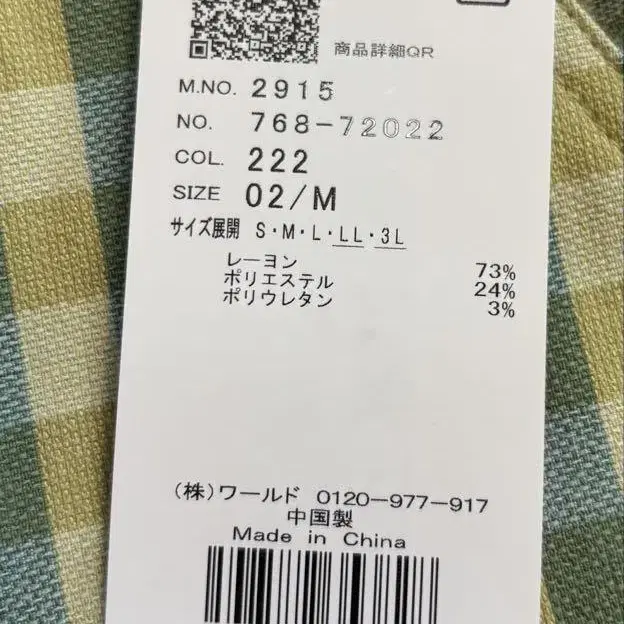 商品詳細QR
M.NO. 2915
NO. 768-72022
COL. 222
SIZE 02/M
サイズ展開 S・M・L・LL・3L
レーヨン 73%
ポリエステル 24%
ポリウレタン 3%
(株)ワールド 0120-977-917
中国製
Made in China